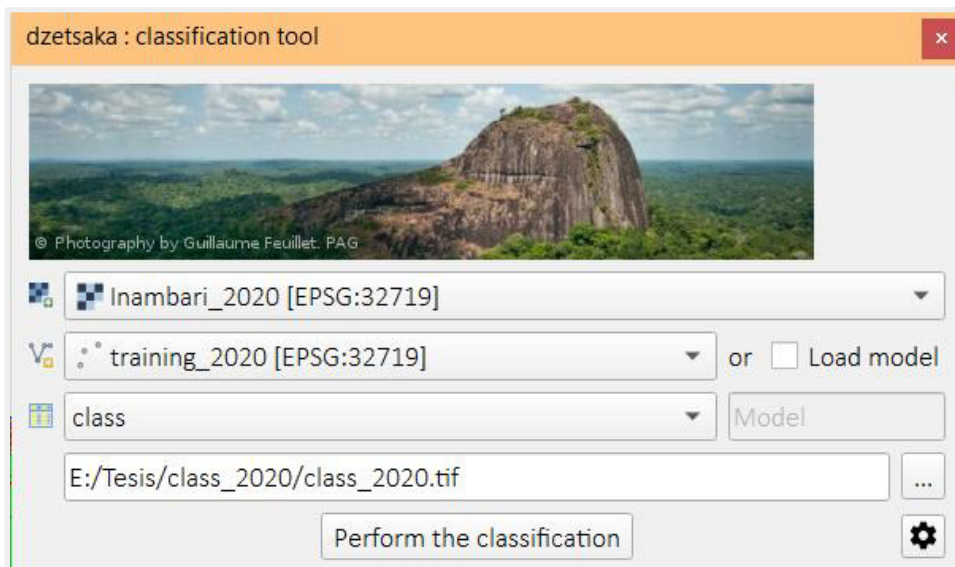 dzetsaka : classification tool
© Photography by Guillaume Feuillet. PAG
Inambari_2020 [EPSG:32719]
training_2020 [EPSG:32719] or Load model
class Model
E:/Tesis/class_2020/class_2020.tif ...
Perform the classification